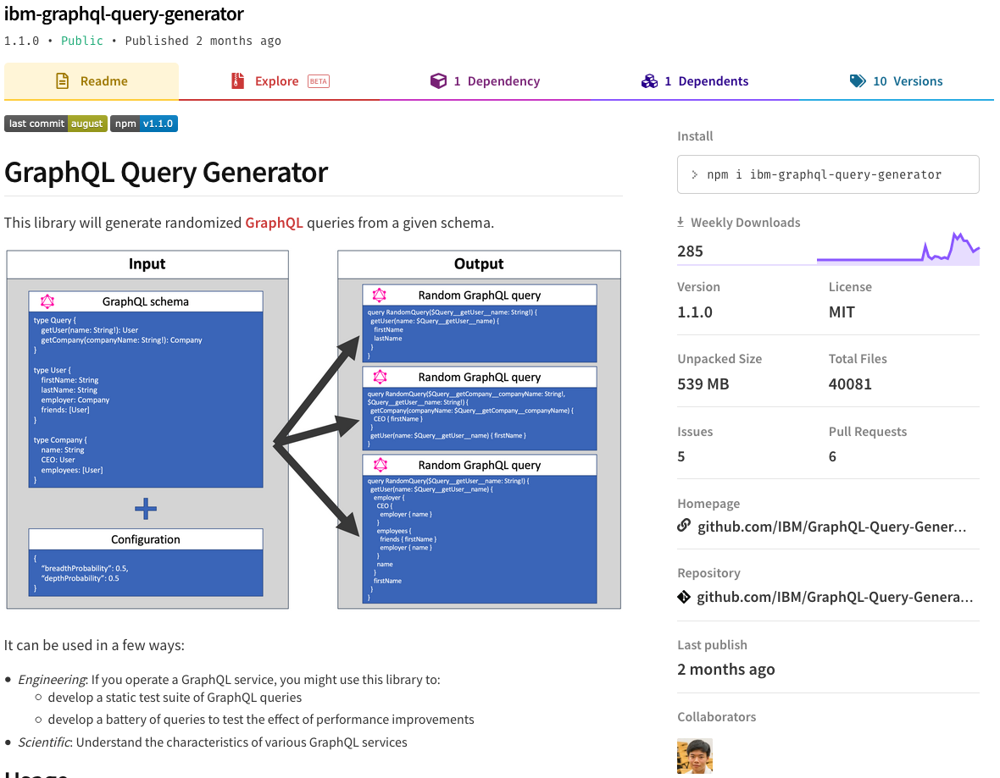 ibm-graphql-query-generator
1.1.0 • Public • Published 2 months ago
Readme
Explore BETA
1 Dependency
1 Dependents
10 Versions
last commit august npm v1.1.0
GraphQL Query Generator
This library will generate randomized GraphQL queries from a given schema.
Input
GraphQL schema
type Query {
getUser(name: String!): User
getCompany(companyName: String!): Company
}
type User {
firstName: String
lastName: String
employer: Company
friends: [User]
}
type Company {
name: String
CEO: User
employees: [User]
}
Configuration
{
"breadthProbability": 0.5,
"depthProbability": 0.5
}
Output
Random GraphQL query
query RandomQuery($Query__getUser__name: String!) {
getUser(name: $Query__getUser__name) {
firstName
lastName
}
}
Random GraphQL query
query RandomQuery($Query__getCompany__companyName: String!,
$Query__getUser__name: String!) {
getCompany(companyName: $Query__getCompany__companyName) {
CEO { firstName }
}
getUser(name: $Query__getUser__name) { firstName }
}
Random GraphQL query
query RandomQuery($Query__getUser__name: String!) {
getUser(name: $Query__getUser__name) {
employer {
CEO {
employer { name }
}
employees {
friends { firstName }
employer { name }
}
name
}
firstName
}
}
It can be used in a few ways:
• Engineering: If you operate a GraphQL service, you might use this library to:
○ develop a static test suite of GraphQL queries
○ develop a battery of queries to test the effect of performance improvements
• Scientific: Understand the characteristics of various GraphQL services
Usage
Install
> npm i ibm-graphql-query-generator
Weekly Downloads
285
Version
License
1.1.0
MIT
Unpacked Size
Total Files
539 MB
40081
Issues
Pull Requests
5
6
Homepage
github.com/IBM/GraphQL-Query-Gener...
Repository
github.com/IBM/GraphQL-Query-Genera...
Last publish
2 months ago
Collaborators